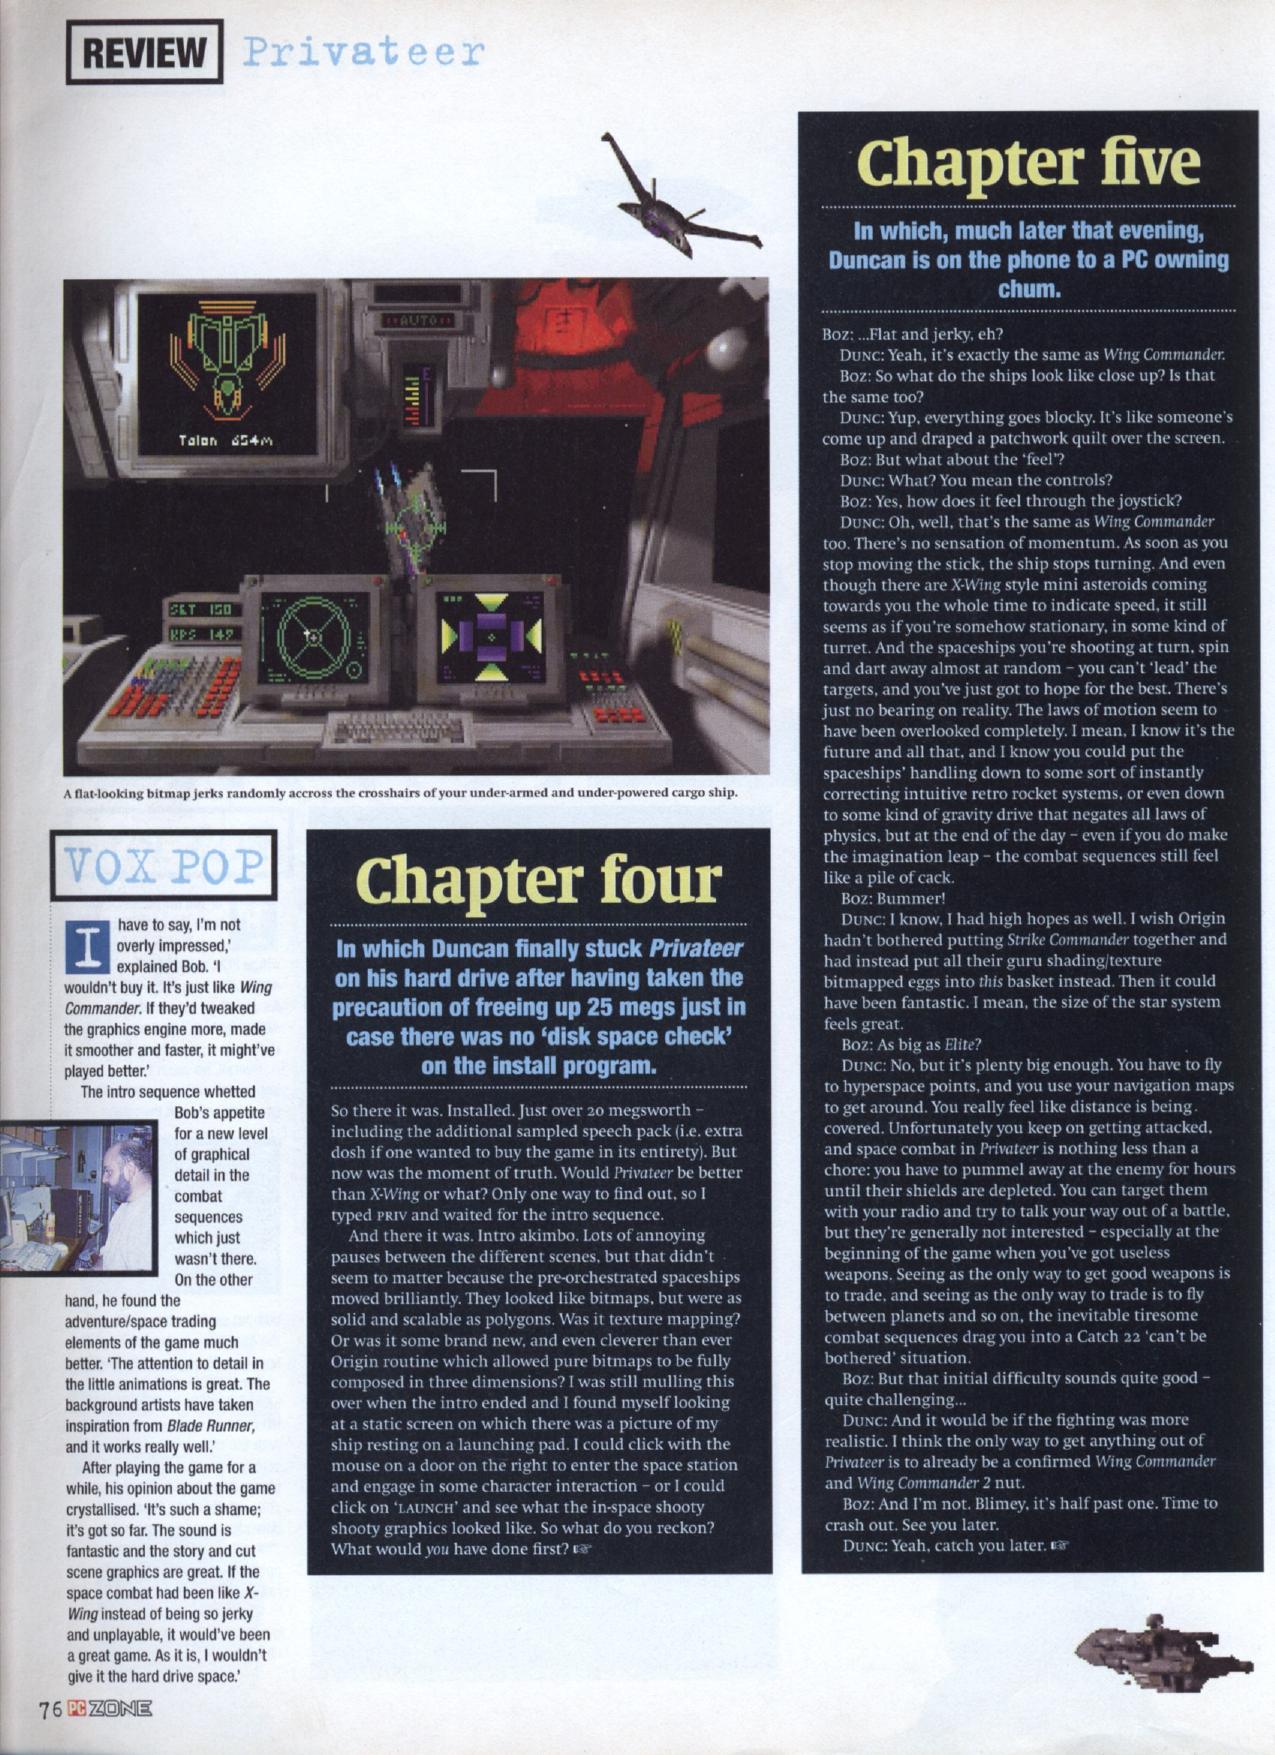 REVIEW Privateer
Talon 654m
AUTO
E
SET 150
KPS 147
A flat-looking bitmap jerks randomly accross the crosshairs of your under-armed and under-powered cargo ship.
VOX POP
I have to say, I'm not
overly impressed,'
explained Bob. 'I
wouldn't buy it. It's just like Wing
Commander. If they'd tweaked
the graphics engine more, made
it smoother and faster, it might've
played better.'
The intro sequence whetted
Bob's appetite
for a new level
of graphical
detail in the
combat
sequences
which just
wasn't there.
On the other
hand, he found the
adventure/space trading
elements of the game much
better. 'The attention to detail in
the little animations is great. The
background artists have taken
inspiration from Blade Runner,
and it works really well.'
After playing the game for a
while, his opinion about the game
crystallised. 'It's such a shame;
it's got so far. The sound is
fantastic and the story and cut
scene graphics are great. If the
space combat had been like X-
Wing instead of being so jerky
and unplayable, it would've been
a great game. As it is, I wouldn't
give it the hard drive space.'
Chapter four
In which Duncan finally stuck Privateer
on his hard drive after having taken the
precaution of freeing up 25 megs just in
case there was no 'disk space check'
on the install program.
So there it was. Installed. Just over 20 megsworth –
including the additional sampled speech pack (i.e. extra
dosh if one wanted to buy the game in its entirety). But
now was the moment of truth. Would Privateer be better
than X-Wing or what? Only one way to find out, so I
typed PRIV and waited for the intro sequence.
And there it was. Intro akimbo. Lots of annoying
pauses between the different scenes, but that didn't
seem to matter because the pre-orchestrated spaceships
moved brilliantly. They looked like bitmaps, but were as
solid and scalable as polygons. Was it texture mapping?
Or was it some brand new, and even cleverer than ever
Origin routine which allowed pure bitmaps to be fully
composed in three dimensions? I was still mulling this
over when the intro ended and I found myself looking
at a static screen on which there was a picture of my
ship resting on a launching pad. I could click with the
mouse on a door on the right to enter the space station
and engage in some character interaction – or I could
click on 'LAUNCH' and see what the in-space shooty
shooty graphics looked like. So what do you reckon?
What would you have done first? ☞
Chapter five
In which, much later that evening,
Duncan is on the phone to a PC owning
chum.
BOZ: ...Flat and jerky, eh?
DUNC: Yeah, it's exactly the same as Wing Commander.
BOZ: So what do the ships look like close up? Is that
the same too?
DUNC: Yup, everything goes blocky. It's like someone's
come up and draped a patchwork quilt over the screen.
BOZ: But what about the 'feel'?
DUNC: What? You mean the controls?
BOZ: Yes, how does it feel through the joystick?
DUNC: Oh, well, that's the same as Wing Commander
too. There's no sensation of momentum. As soon as you
stop moving the stick, the ship stops turning. And even
though there are X-Wing style mini asteroids coming
towards you the whole time to indicate speed, it still
seems as if you're somehow stationary, in some kind of
turret. And the spaceships you're shooting at turn, spin
and dart away almost at random – you can't 'lead' the
targets, and you've just got to hope for the best. There's
just no bearing on reality. The laws of motion seem to
have been overlooked completely. I mean, I know it's the
future and all that, and I know you could put the
spaceships' handling down to some sort of instantly
correcting intuitive retro rocket systems, or even down
to some kind of gravity drive that negates all laws of
physics, but at the end of the day – even if you do make
the imagination leap – the combat sequences still feel
like a pile of cack.
BOZ: Bummer!
DUNC: I know, I had high hopes as well. I wish Origin
hadn't bothered putting Strike Commander together and
had instead put all their guru shading/texture
bitmapped eggs into this basket instead. Then it could
have been fantastic. I mean, the size of the star system
feels great.
BOZ: As big as Elite?
DUNC: No, but it's plenty big enough. You have to fly
to hyperspace points, and you use your navigation maps
to get around. You really feel like distance is being
covered. Unfortunately you keep on getting attacked,
and space combat in Privateer is nothing less than a
chore: you have to pummel away at the enemy for hours
until their shields are depleted. You can target them
with your radio and try to talk your way out of a battle,
but they're generally not interested – especially at the
beginning of the game when you've got useless
weapons. Seeing as the only way to get good weapons is
to trade, and seeing as the only way to trade is to fly
between planets and so on, the inevitable tiresome
combat sequences drag you into a Catch 22 'can't be
bothered' situation.
BOZ: But that initial difficulty sounds quite good –
quite challenging...
DUNC: And it would be if the fighting was more
realistic. I think the only way to get anything out of
Privateer is to already be a confirmed Wing Commander
and Wing Commander 2 nut.
BOZ: And I'm not. Blimey, it's half past one. Time to
crash out. See you later.
DUNC: Yeah, catch you later. ☞
76 PC ZONE